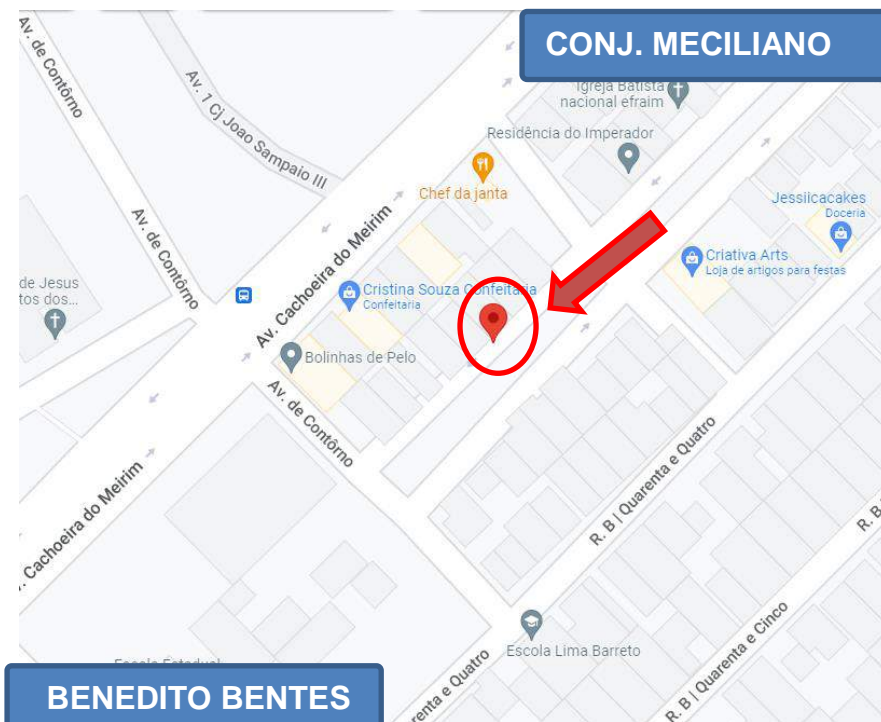 CONJ. MECILIANO
Av. de Contôrno
Av. 1 Cj Joao Sampaio III
Igreja Batista
nacional efraim
Residência do Imperador
Chef da janta
Jessiicacakes
Doceria
Av. de Contôrno
Av. Cachoeira do Meirim
Criativa Arts
Loja de artigos para festas
de Jesus
tos dos...
Cristina Souza Confeitaria
Confeitaria
Bolinhas de Pelo
Av. de Contôrno
R. B | Quarenta e Quatro
. Cachoeira do Meirim
R. B
Escola Lima Barreto
R. B | Quarenta e Cinco
Escola Estadual
renta e Quatro
BENEDITO BENTES